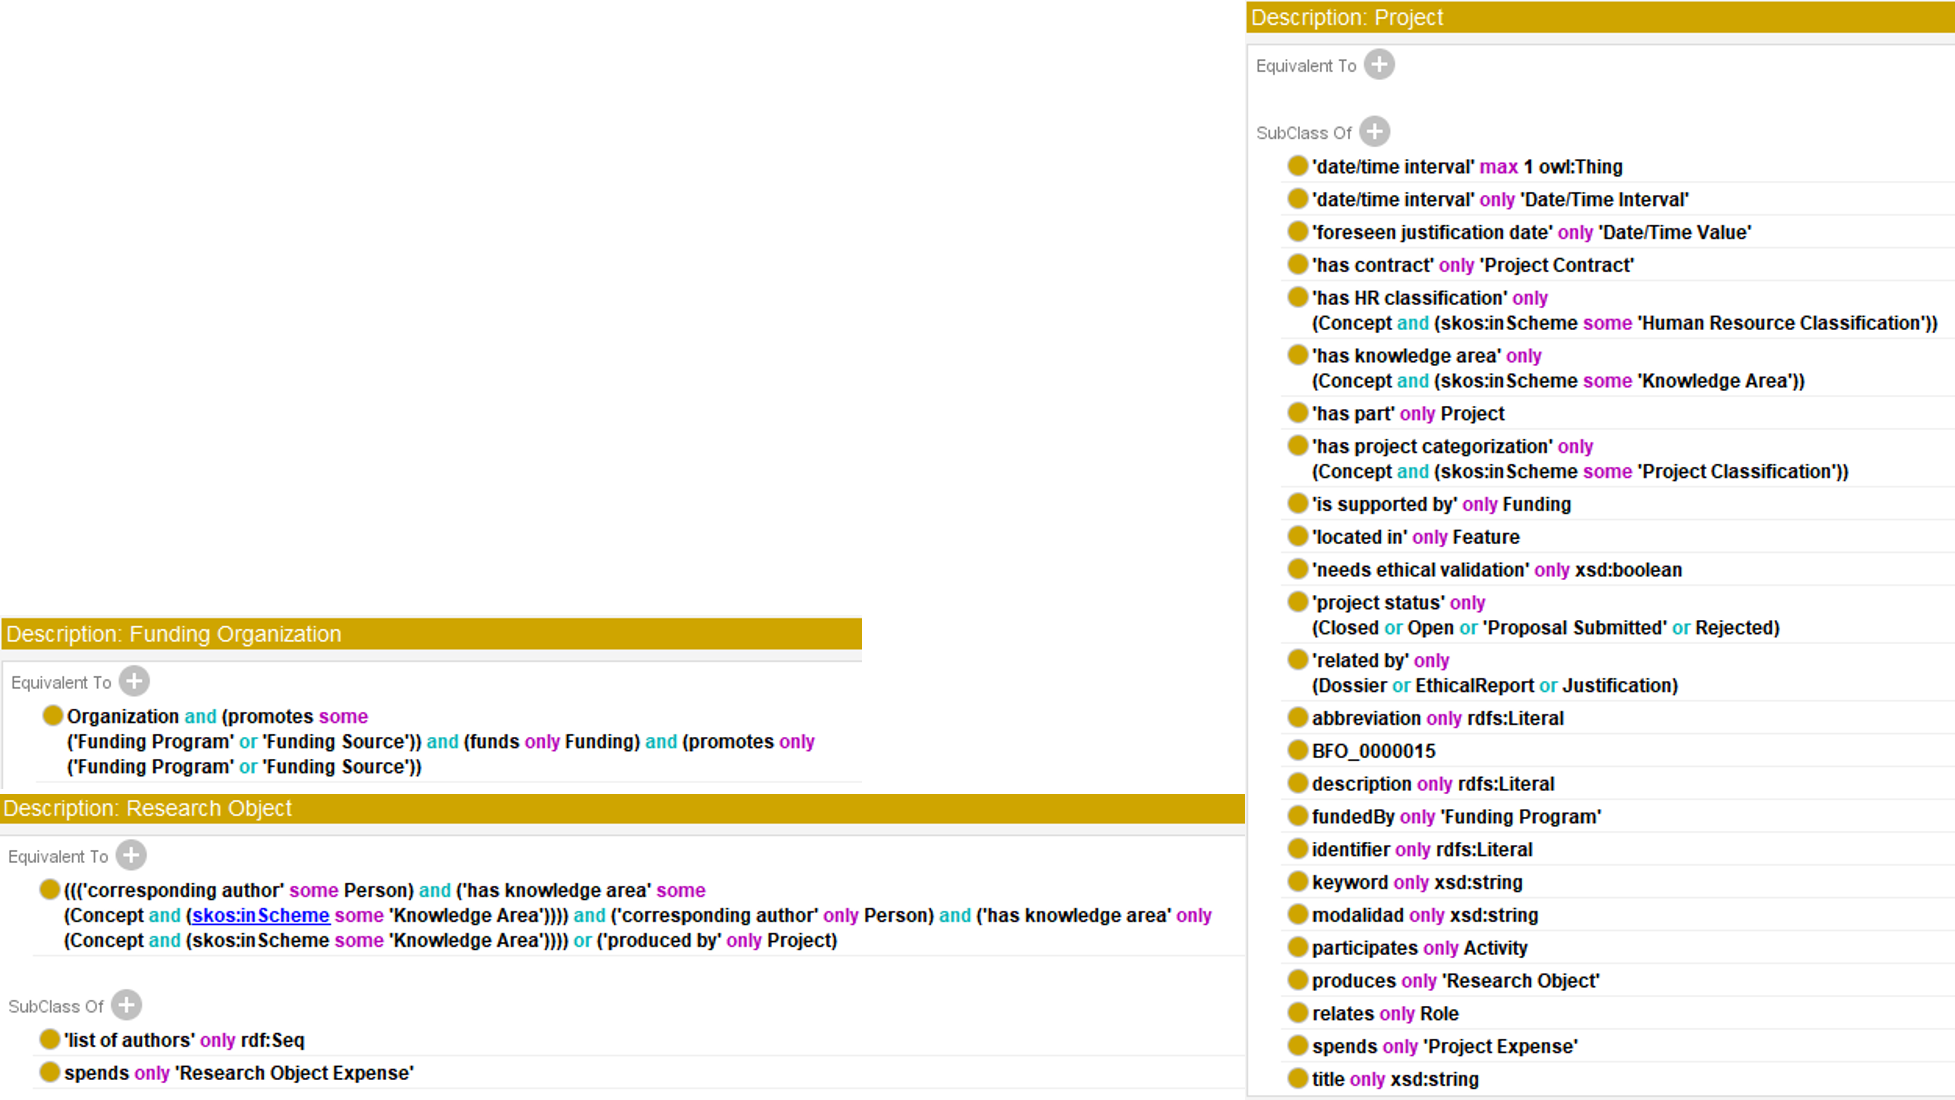 Description: Funding Organization
Equivalent To
Organization and (promotes some
('Funding Program' or 'Funding Source')) and (funds only Funding) and (promotes only
('Funding Program' or 'Funding Source'))
Description: Research Object
Equivalent To
((('corresponding author' some Person) and ('has knowledge area' some
(Concept and (skos:inScheme some 'Knowledge Area')))) and ('corresponding author' only Person) and ('has knowledge area' only
(Concept and (skos:inScheme some 'Knowledge Area')))) or ('produced by' only Project)
SubClass Of
'list of authors' only rdf:Seq
spends only 'Research Object Expense'
Description: Project
Equivalent To
SubClass Of
'date/time interval' max 1 owl:Thing
'date/time interval' only 'Date/Time Interval'
'foreseen justification date' only 'Date/Time Value'
'has contract' only 'Project Contract'
'has HR classification' only
(Concept and (skos:inScheme some 'Human Resource Classification'))
'has knowledge area' only
(Concept and (skos:inScheme some 'Knowledge Area'))
'has part' only Project
'has project categorization' only
(Concept and (skos:inScheme some 'Project Classification'))
'is supported by' only Funding
'located in' only Feature
'needs ethical validation' only xsd:boolean
'project status' only
(Closed or Open or 'Proposal Submitted' or Rejected)
'related by' only
(Dossier or EthicalReport or Justification)
abbreviation only rdfs:Literal
BFO_0000015
description only rdfs:Literal
fundedBy only 'Funding Program'
identifier only rdfs:Literal
keyword only xsd:string
modalidad only xsd:string
participates only Activity
produces only 'Research Object'
relates only Role
spends only 'Project Expense'
title only xsd:string